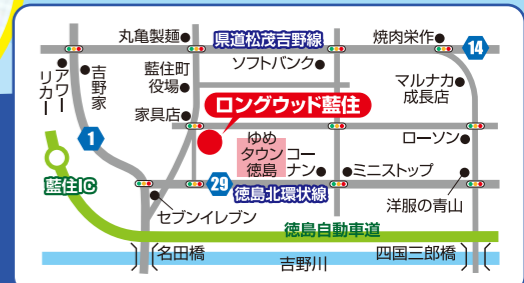 丸亀製麺
県道松茂吉野線
焼肉栄作
14
アワー
リカー
吉野家
藍住町
役場
ソフトバンク
マルナカ
成長店
家具店
ロングウッド藍住
1
ゆめ
タウン
徳島
コー
ナン
ローソン
ミニストップ
藍住IC
29
徳島北環状線
洋服の青山
セブンイレブン
徳島自動車道
名田橋
吉野川
四国三郎橋